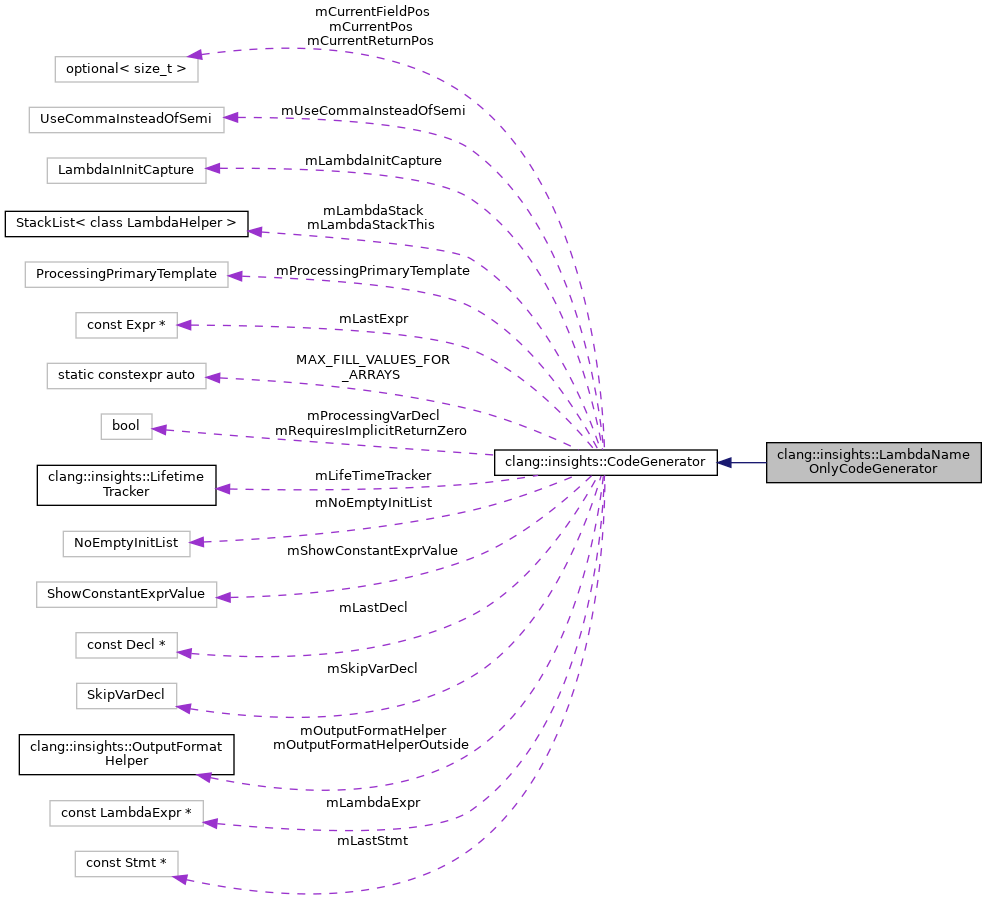 mCurrentFieldPos
mCurrentPos
mCurrentReturnPos
optional< size_t >
mUseCommaInsteadOfSemi
UseCommaInsteadOfSemi
mLambdaInitCapture
LambdaInInitCapture
mLambdaStack
mLambdaStackThis
StackList< class LambdaHelper >
mProcessingPrimaryTemplate
ProcessingPrimaryTemplate
mLastExpr
const Expr *
MAX_FILL_VALUES_FOR
_ARRAYS
static constexpr auto
mProcessingVarDecl
mRequiresImplicitReturnZero
bool
clang::insights::CodeGenerator
clang::insights::LambdaName
OnlyCodeGenerator
mLifeTimeTracker
clang::insights::Lifetime
Tracker
mNoEmptyInitList
NoEmptyInitList
mShowConstantExprValue
ShowConstantExprValue
mLastDecl
const Decl *
mSkipVarDecl
SkipVarDecl
mOutputFormatHelper
mOutputFormatHelperOutside
clang::insights::OutputFormat
Helper
mLambdaExpr
const LambdaExpr *
mLastStmt
const Stmt *